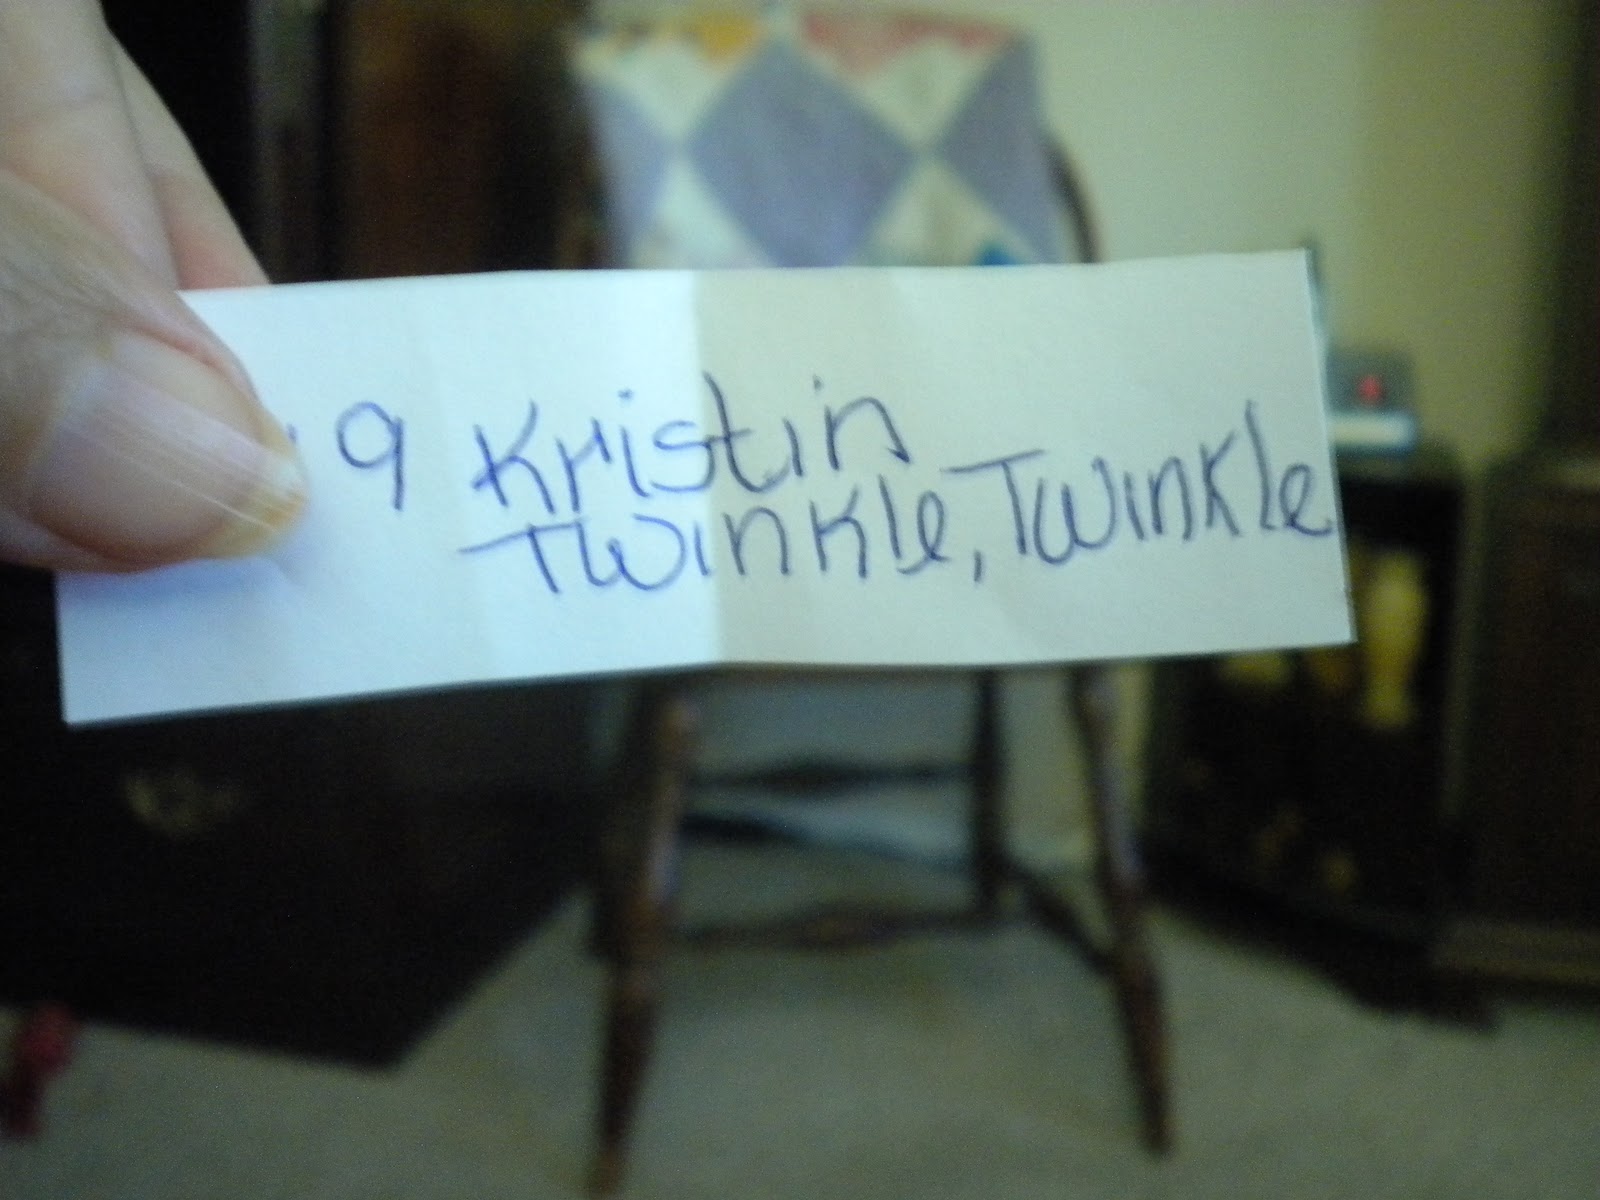 9 Kristin
Twinkle, Twinkle